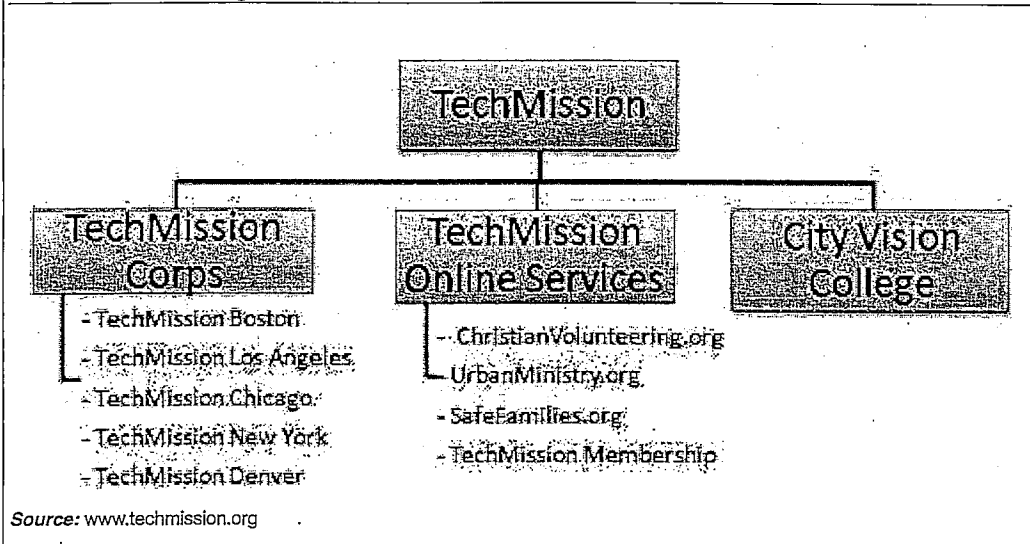 TechMission
TechMission
Corps
- TechMission Boston
- TechMission Los Angeles
- TechMission Chicago
- TechMission New York
- TechMission Denver
TechMission
Online Services
- ChristianVolunteering.org
UrbanMinistry.org
- SafeFamilies.org
- TechMission Membership
City Vision
College
Source: www.techmission.org